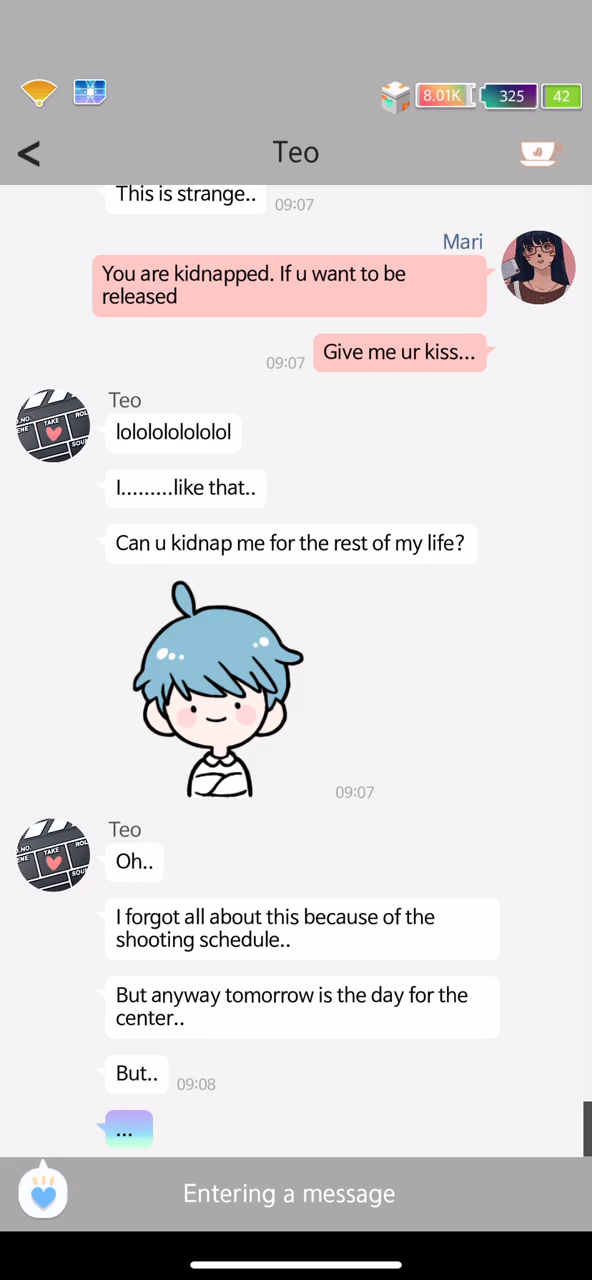 8.01K
325
42
<
Teo
This is strange..
09:07
Mari
You are kidnapped. If u want to be
released
Give me ur kiss...
09:07
Teo
lolololololololol
I.........like that..
Can u kidnap me for the rest of my life?
09:07
Teo
Oh..
I forgot all about this because of the
shooting schedule..
But anyway tomorrow is the day for the
center..
But..
09:08
...
Entering a message